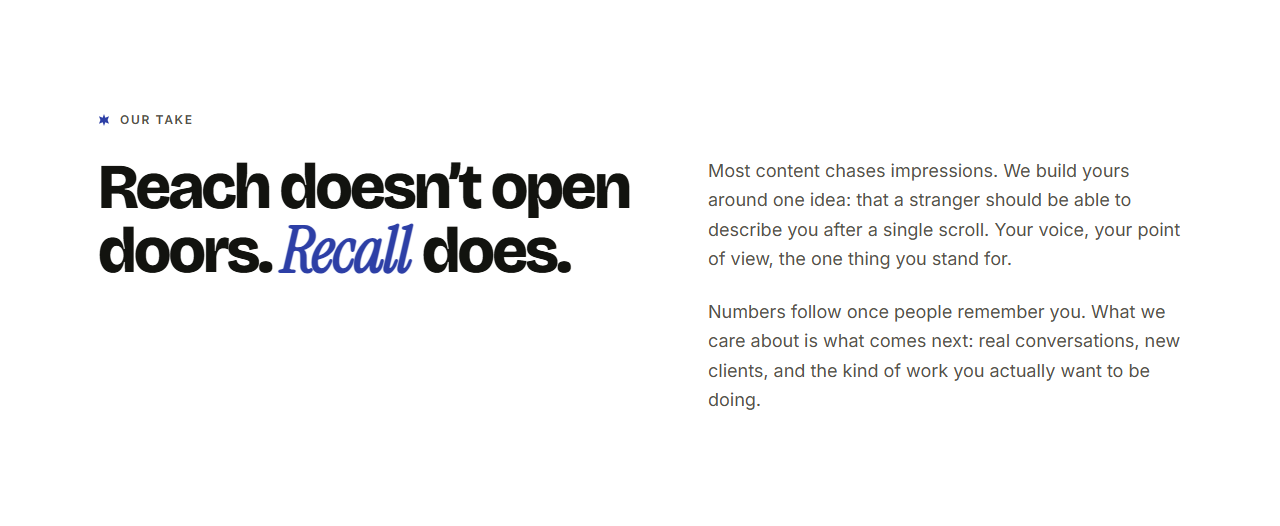 OUR TAKE
Reach doesn’t open
doors. Recall does.
Most content chases impressions. We build yours
around one idea: that a stranger should be able to
describe you after a single scroll. Your voice, your point
of view, the one thing you stand for.
Numbers follow once people remember you. What we
care about is what comes next: real conversations, new
clients, and the kind of work you actually want to be
doing.